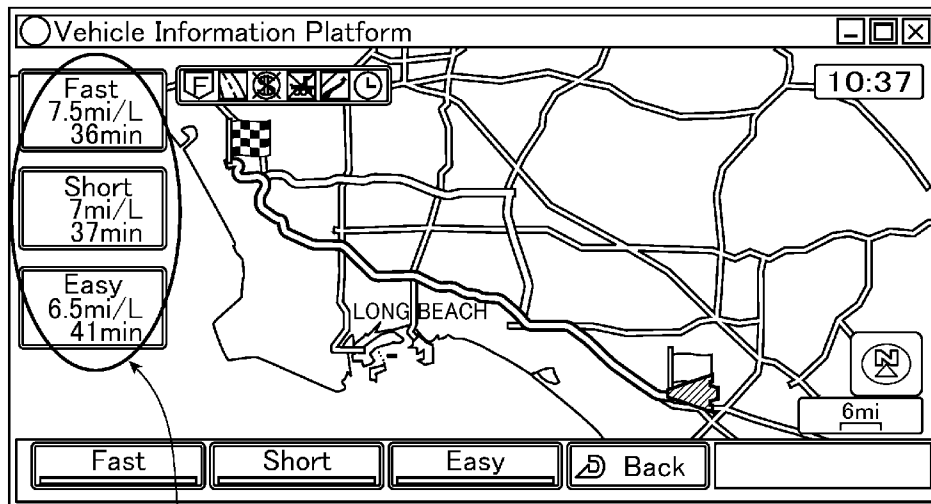 Vehicle Information Platform
Fast
7.5mi/L
36min
F
10:37
Short
7mi/L
37min
Easy
6.5mi/L
41min
LONG BEACH
N
6mi
Fast
Short
Easy
Back